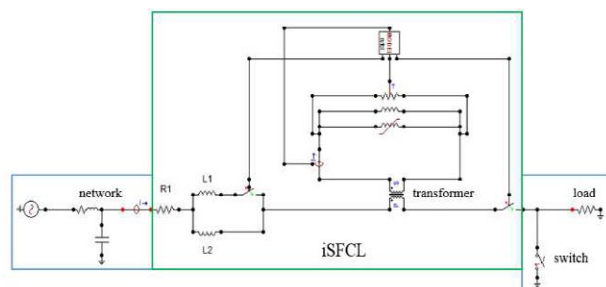 network
R1
L1
L2
transformer
iSFCL
load
switch